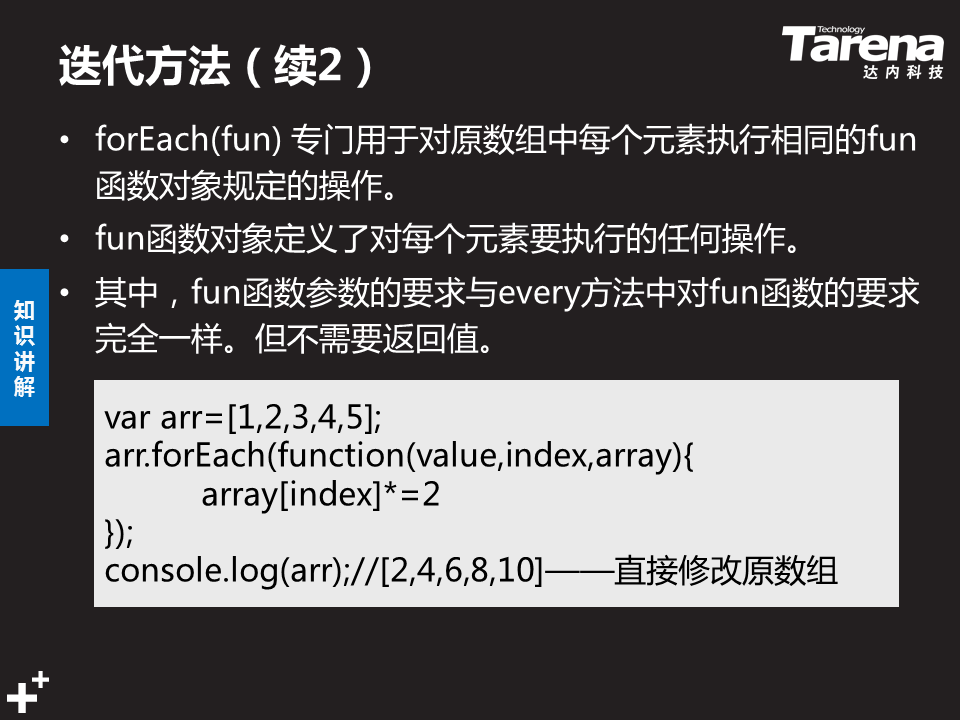 迭代方法（续2）
Technology
Tarena
达内科技
• forEach(fun) 专门用于对原数组中每个元素执行相同的fun
函数对象规定的操作。
• fun函数对象定义了对每个元素要执行的任何操作。
• 其中，fun函数参数的要求与every方法中对fun函数的要求
完全一样。但不需要返回值。
知
识
讲
解
var arr=[1,2,3,4,5];
arr.forEach(function(value,index,array){
array[index]*=2
});
console.log(arr);//[2,4,6,8,10]——直接修改原数组